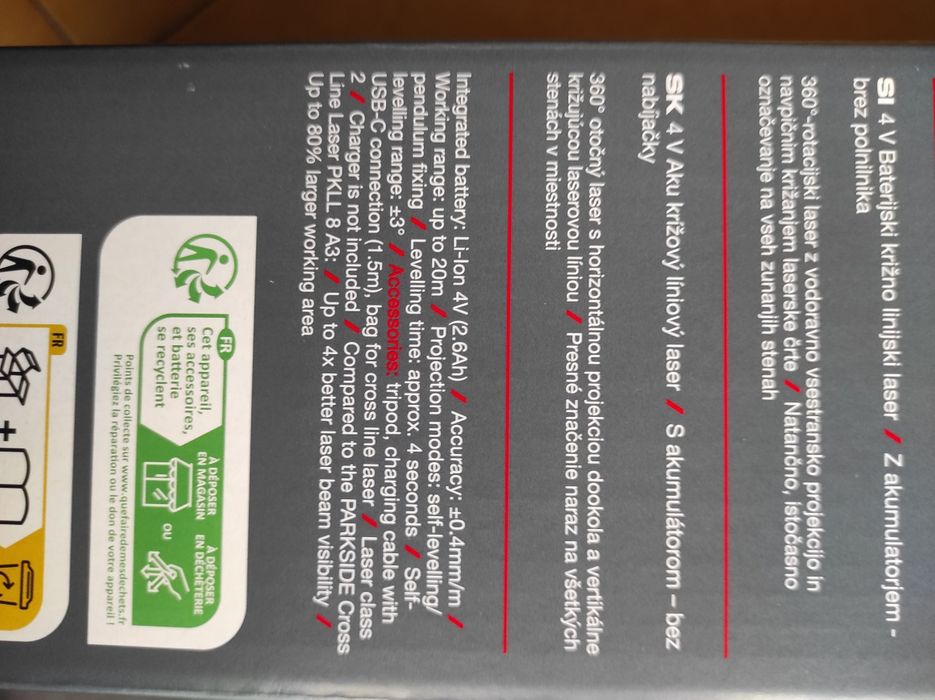 SI 4 V Baterijski križno linijski laser / Z akumulatorjem -
brez polnilnika
360°-rotacijski laser z vodoravno vsestransko projekcijo in
navpičnim križanjem laserske črte / Natančno, istočasno
označevanje na vseh zunanjih stenah
SK 4 V Aku krížový líniový laser / S akumulátorom – bez
nabíjačky
360° otočný laser s horizontálnou projekciou dookola a vertikálne
križujúcou laserovou líniou / Presné značenie naraz na všetkých
stenách v miestnosti
Integrated battery: Li-Ion 4V (2.6Ah) / Accuracy: ±0,4mm/m /
Working range: up to 20m / Projection modes: self-levelling/
pendulum fixing / Levelling time: approx. 4 seconds / Self-
levelling range: ±3° / Accessories: tripod, charging cable with
USB-C connection (1.5m), bag for cross line laser / Laser class
2 / Charger is not included / Compared to the PARKSIDE Cross
Line Laser PKLL 8 A3: / Up to 4x better laser beam visibility /
Up to 80% larger working area
FR
Cet appareil,
ses accessoires,
et batterie
se recyclent
À DÉPOSER
EN MAGASIN
OU
À DÉPOSER
EN DÉCHÈTERIE
Points de collecte sur www.quefairedemesdechets.fr
Privilégiez la réparation ou le don de votre appareil !
FR
+